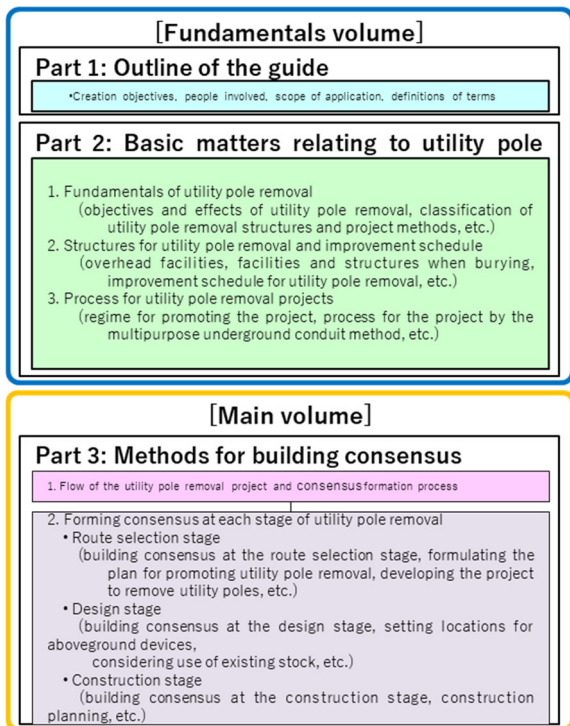 [Fundamentals volume]
Part 1: Outline of the guide
•Creation objectives, people involved, scope of application, definitions of terms
Part 2: Basic matters relating to utility pole
1. Fundamentals of utility pole removal
(objectives and effects of utility pole removal, classification of
utility pole removal structures and project methods, etc.)
2. Structures for utility pole removal and improvement schedule
(overhead facilities, facilities and structures when burying,
improvement schedule for utility pole removal, etc.)
3. Process for utility pole removal projects
(regime for promoting the project, process for the project by the
multipurpose underground conduit method, etc.)
[Main volume]
Part 3: Methods for building consensus
1. Flow of the utility pole removal project and consensusformation process
2. Forming consensus at each stage of utility pole removal
• Route selection stage
(building consensus at the route selection stage, formulating the
plan for promoting utility pole removal, developing the project
to remove utility poles, etc.)
• Design stage
(building consensus at the design stage, setting locations for
aboveground devices,
considering use of existing stock, etc.)
• Construction stage
(building consensus at the construction stage, construction
planning, etc.)